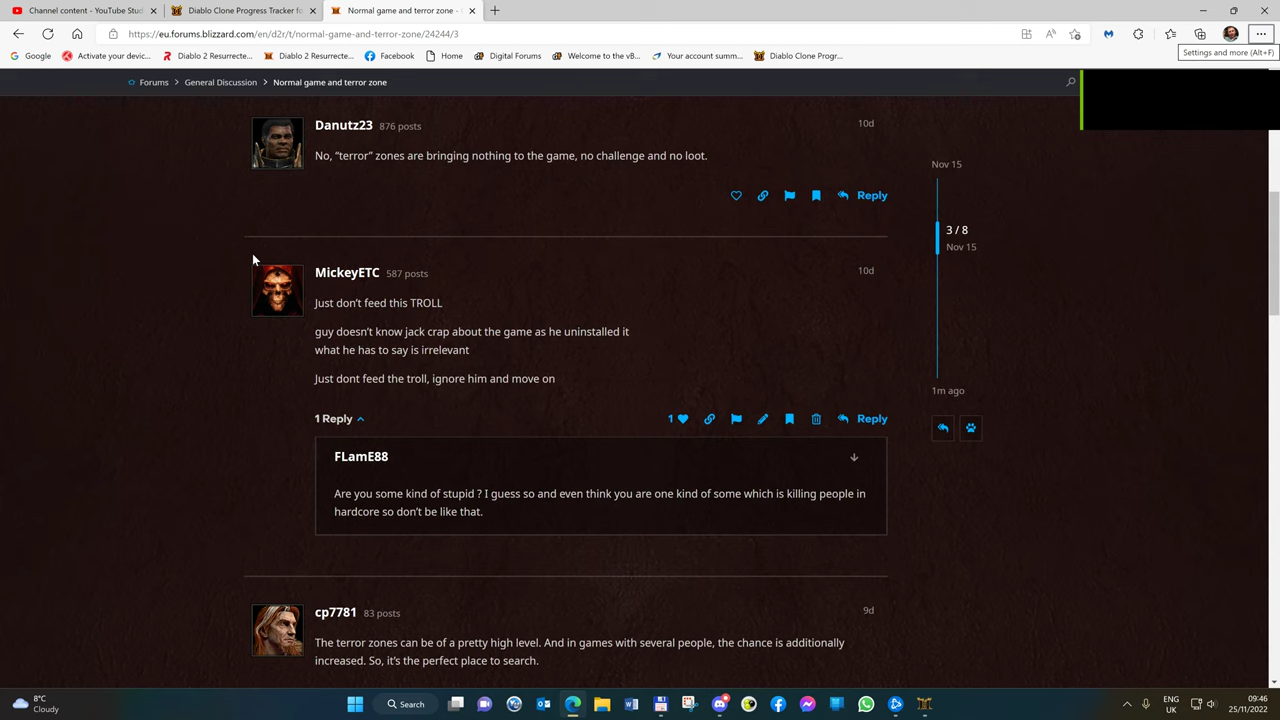 Channel content - YouTube Stud
Diablo Clone Progress Tracker fo
Normal game and terror zone -
https://eu.forums.blizzard.com/en/d2r/t/normal-game-and-terror-zone/24244/3
Settings and more (Alt+F)
Google
Activate your devic...
Diablo 2 Resurrecte...
Diablo 2 Resurrecte...
Facebook
Home
Digital Forums
Welcome to the vB...
Your account summ...
Diablo Clone Progr...
Forums > General Discussion > Normal game and terror zone
Danutz23 876 posts
10d
No, “terror” zones are bringing nothing to the game, no challenge and no loot.
Reply
Nov 15
3 / 8
Nov 15
1m ago
MickeyETC 587 posts
10d
Just don’t feed this TROLL
guy doesn’t know jack crap about the game as he uninstalled it
what he has to say is irrelevant
Just dont feed the troll, ignore him and move on
1 Reply
1
Reply
FLamE88
Are you some kind of stupid ? I guess so and even think you are one kind of some which is killing people in
hardcore so don’t be like that.
cp7781 83 posts
9d
The terror zones can be of a pretty high level. And in games with several people, the chance is additionally
increased. So, it’s the perfect place to search.
8°C
Cloudy
Search
ENG
UK
09:46
25/11/2022